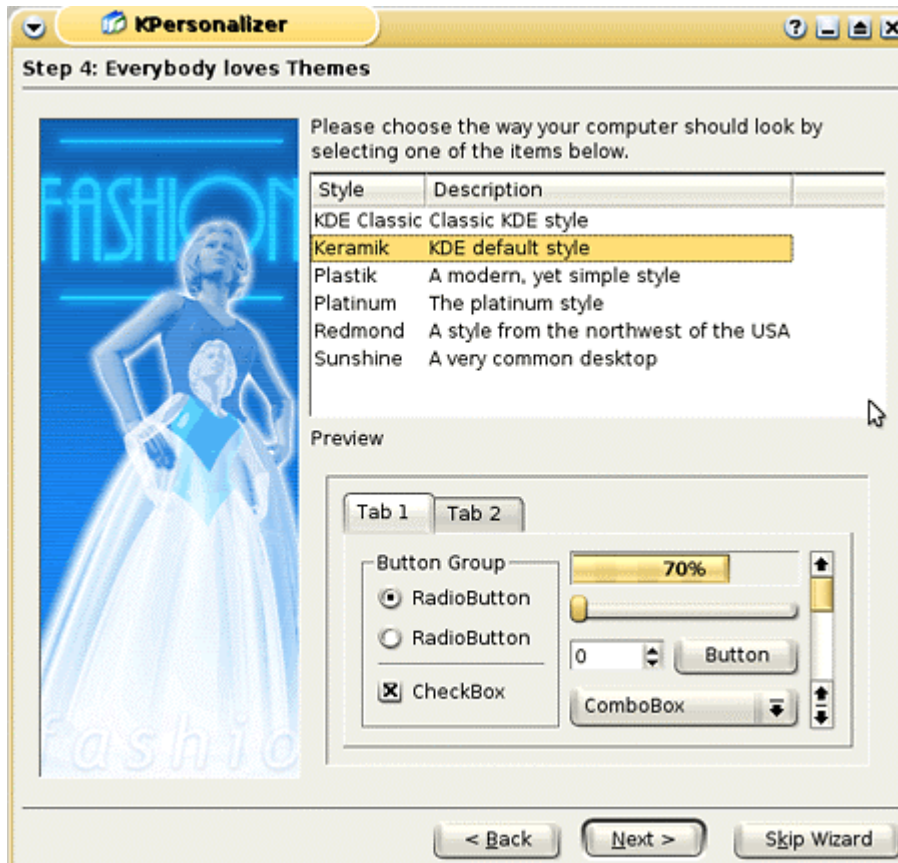 KPersonalizer
Step 4: Everybody loves Themes
FASHION
fashio
Please choose the way your computer should look by
selecting one of the items below.
Style Description
KDE Classic Classic KDE style
Keramik KDE default style
Plastik A modern, yet simple style
Platinum The platinum style
Redmond A style from the northwest of the USA
Sunshine A very common desktop
Preview
Tab 1 Tab 2
Button Group
70%
RadioButton
RadioButton
0 Button
CheckBox
ComboBox
< Back Next > Skip Wizard